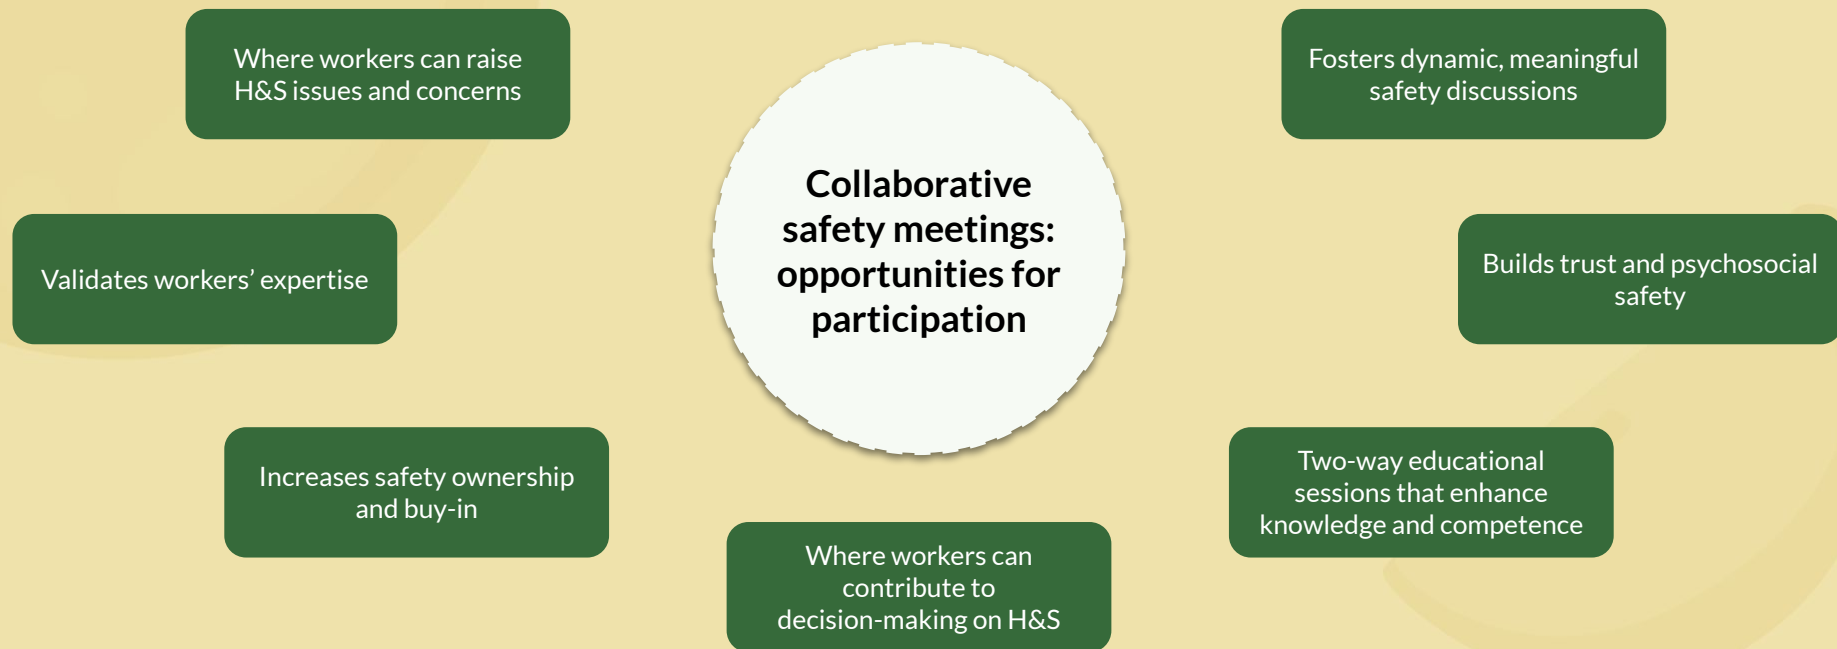 Where workers can raise
H&S issues and concerns
Fosters dynamic, meaningful
safety discussions
Collaborative
safety meetings:
opportunities for
participation
Validates workers’ expertise
Builds trust and psychosocial
safety
Increases safety ownership
and buy-in
Two-way educational
sessions that enhance
knowledge and competence
Where workers can
contribute to
decision-making on H&S